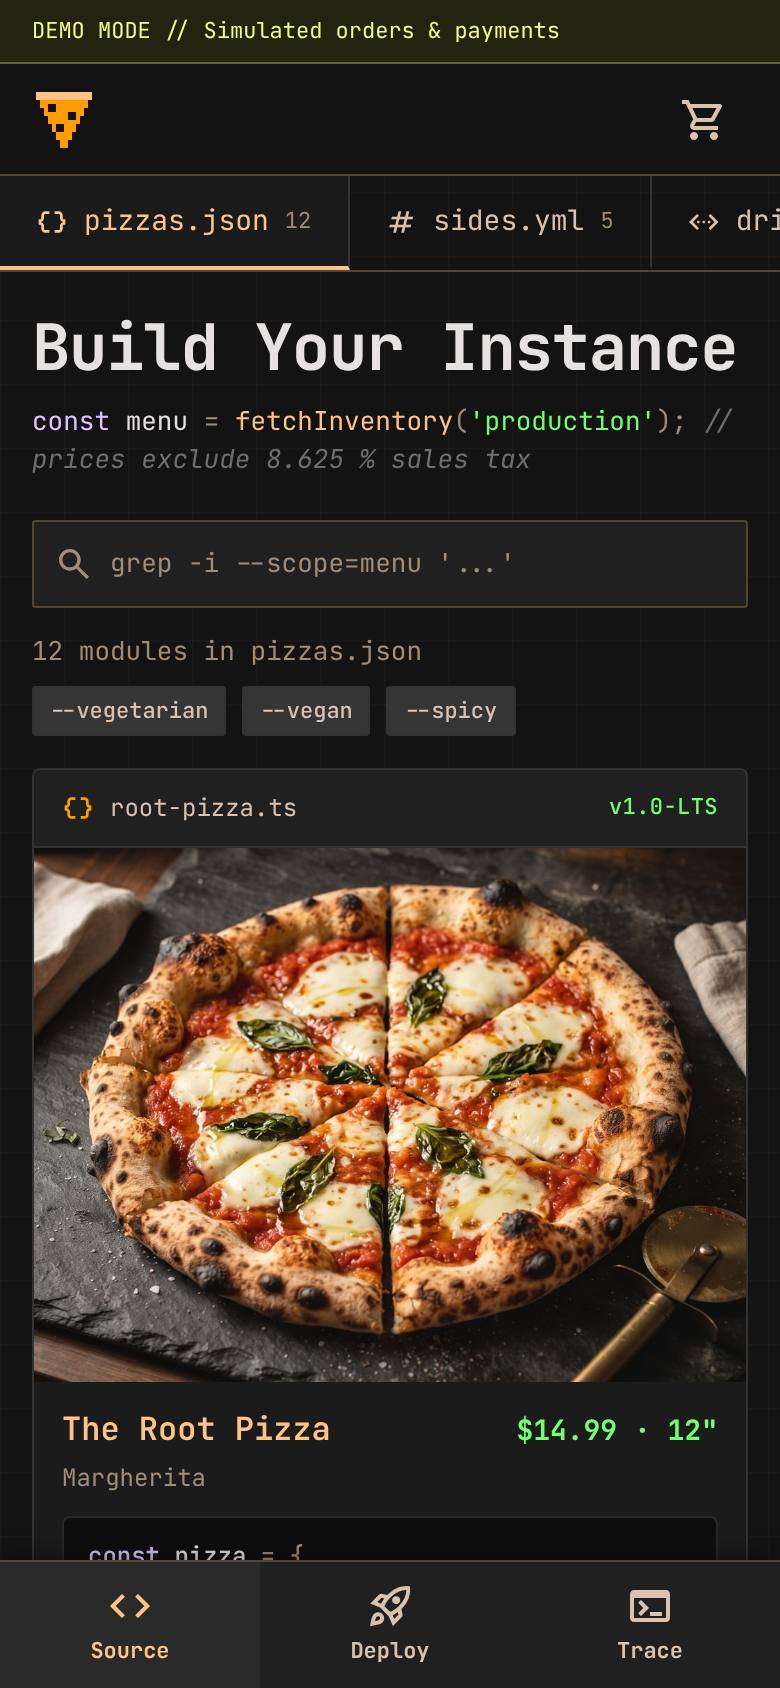 DEMO MODE // Simulated orders & payments
{} pizzas.json 12
# sides.yml 5
dri
Build Your Instance
const menu = fetchInventory('production'); //
prices exclude 8.625 % sales tax
grep -i --scope=menu '...'
12 modules in pizzas.json
--vegetarian --vegan --spicy
{} root-pizza.ts v1.0-LTS
The Root Pizza $14.99 · 12"
Margherita
const pizza = {
Source Deploy Trace